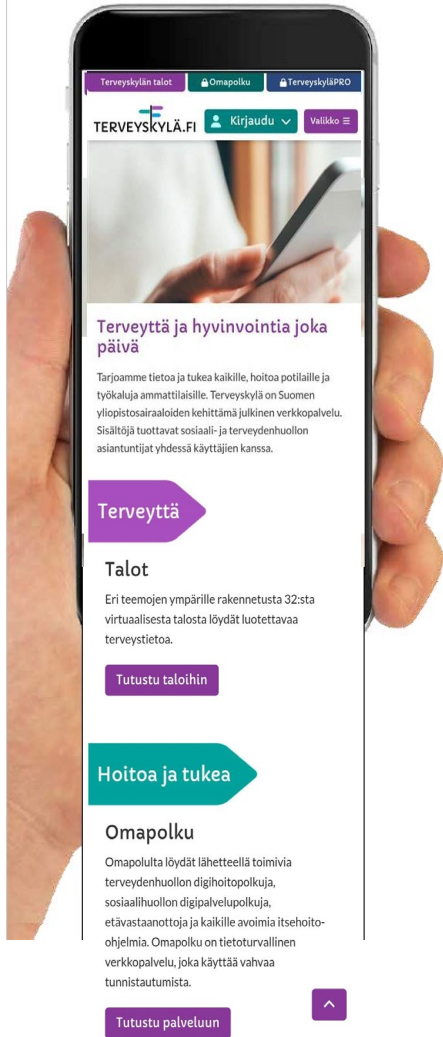 Terveyskylän talot
Omapolku
TerveyskyläPRO
TERVEYSKYLÄ.FI
Kirjaudu
Valikko
Terveyttä ja hyvinvointia joka
päivä
Tarjoamme tietoa ja tukea kaikille, hoitoa potilaille ja
työkaluja ammattilaisille. Terveyskylä on Suomen
yliopistosairaaloiden kehittämä julkinen verkkopalvelu.
Sisältöjä tuottavat sosiaali- ja terveydenhuollon
asiantuntijat yhdessä käyttäjien kanssa.
Terveyttä
Talot
Eri teemojen ympärille rakennetusta 32:sta
virtuaalisesta talosta löydät luotettavaa
terveystietoa.
Tutustu taloihin
Hoitoa ja tukea
Omapolku
Omapolulta löydät lähetteellä toimivia
terveydenhuollon digihoitopolkuja,
sosiaalihuollon digipalvelupolkuja,
etävastaanottoja ja kaikille avoimia itsehoito-
ohjelmia. Omapolku on tietoturvallinen
verkkopalvelu, joka käyttää vahvaa
tunnistautumista.
Tutustu palveluun